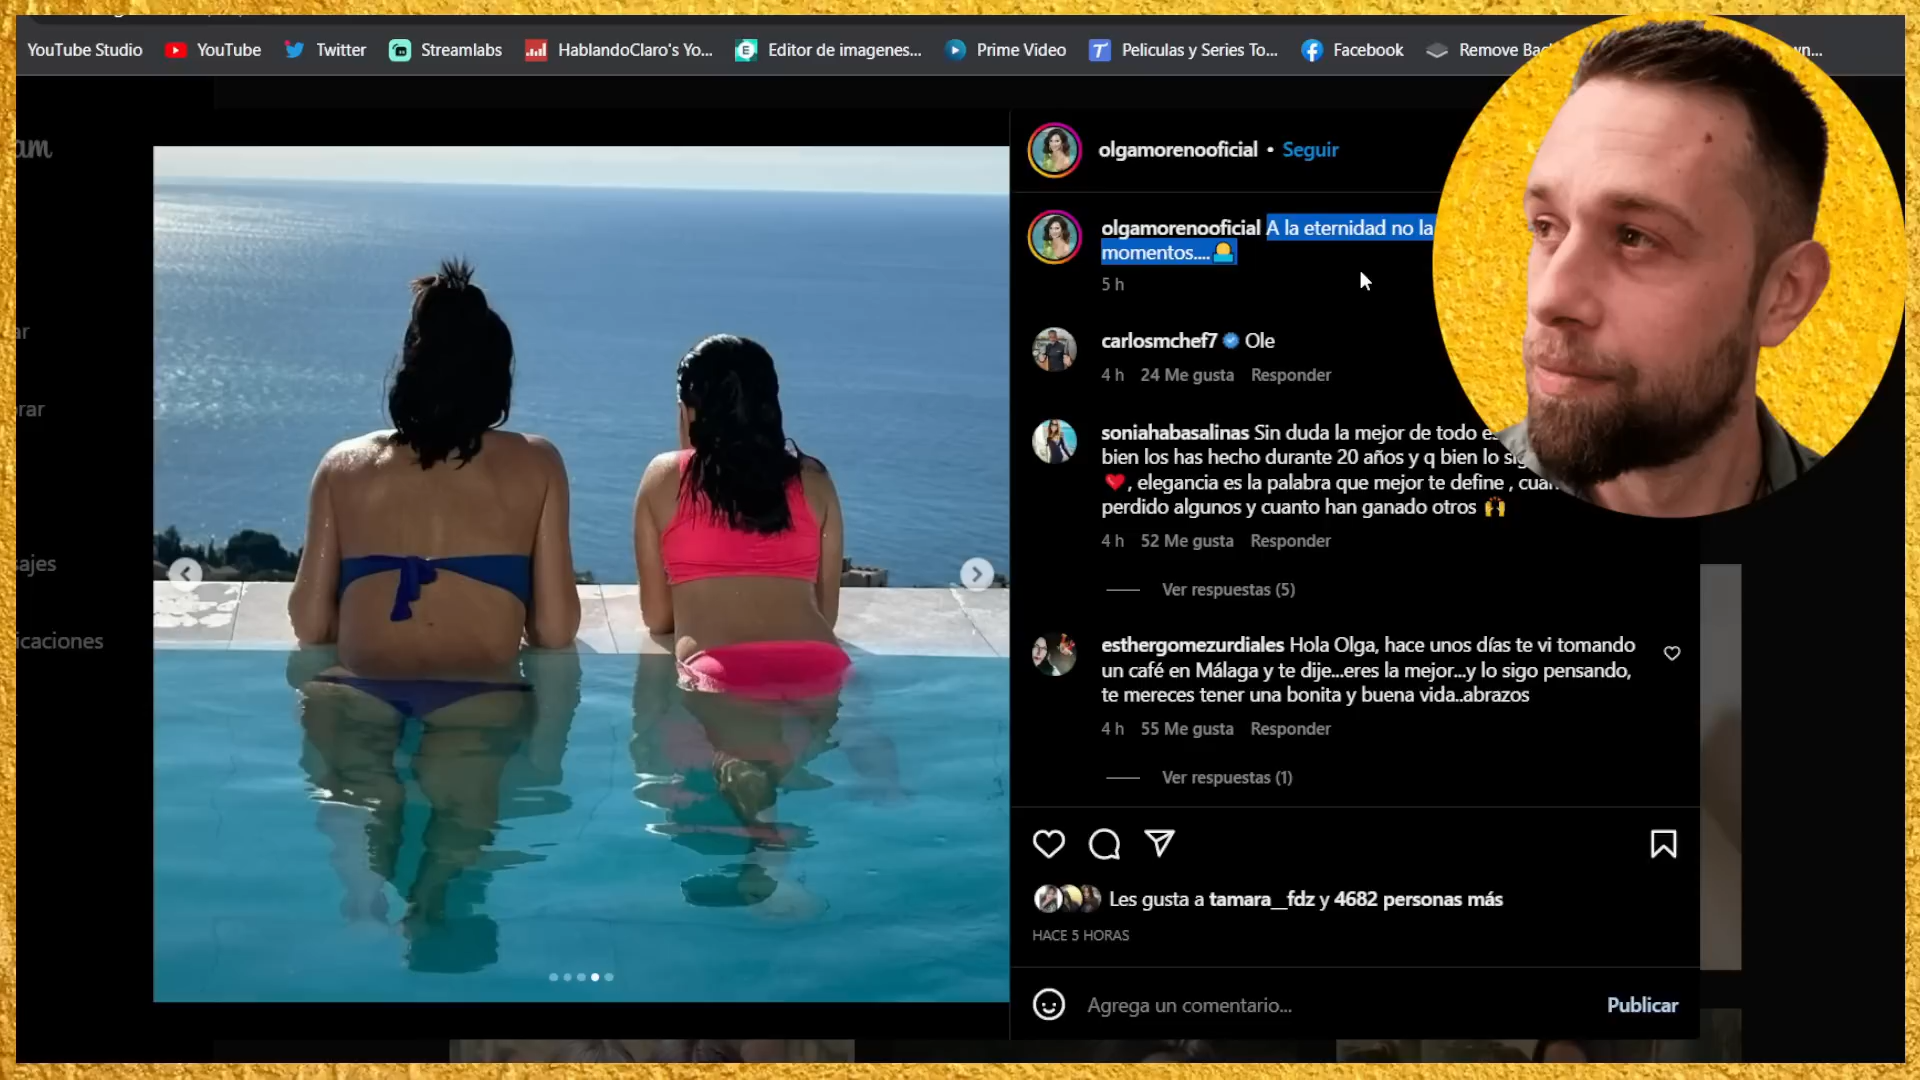 YouTube Studio YouTube Twitter Streamlabs HablandoClaro's Yo... Editor de imagenes... Prime Video Peliculas y Series To... Facebook Remove
am
olgamorenooficial • Seguir
olgamorenooficial A la eternidad no la
momentos....
5 h
ar
carlosmchef7 Ole
4 h 24 Me gusta Responder
rar
soniahabasalinas Sin duda la mejor de todo
bien los has hecho durante 20 años y q bien lo
, elegancia es la palabra que mejor te define ,
perdido algunos y cuanto han ganado otros
4 h 52 Me gusta Responder
sajes
Ver respuestas (5)
icaciones
esthergomezurdiales Hola Olga, hace unos días te vi tomando
un café en Málaga y te dije...eres la mejor...y lo sigo pensando,
te mereces tener una bonita y buena vida..abrazos
4 h 55 Me gusta Responder
Ver respuestas (1)
Les gusta a tamara__fdz y 4682 personas más
HACE 5 HORAS
Agrega un comentario... Publicar